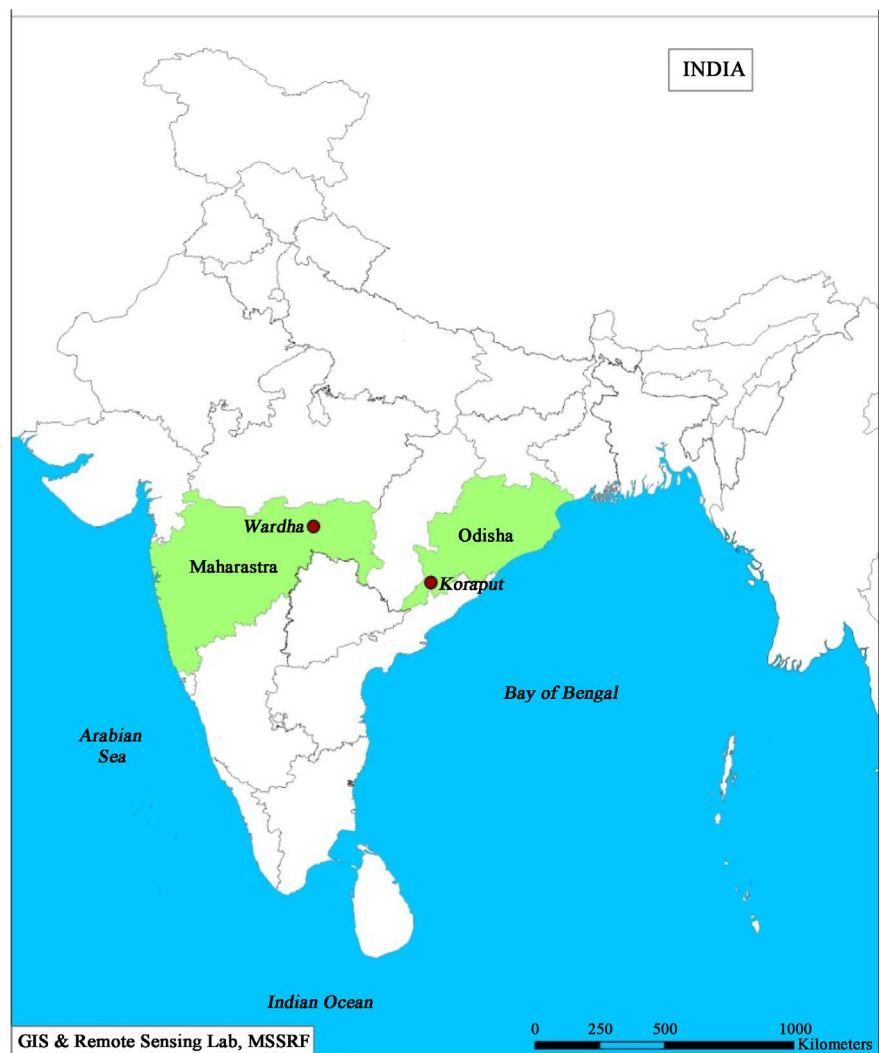 INDIA
Wardha
Odisha
Maharastra
Koraput
Bay of Bengal
Arabian
Sea
Indian Ocean
GIS & Remote Sensing Lab, MSSRF
0 250 500 1000
Kilometers